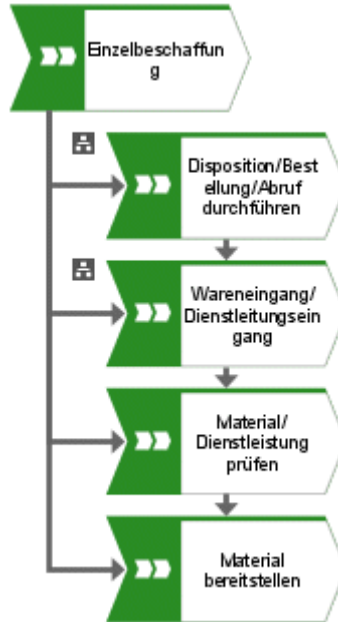 Einzelbeschaffun
g
Disposition/Best
ellung/Abruf
durchführen
Wareneingang/
Dienstleitungsein
gang
Material/
Dienstleistung
prüfen
Material
bereitstellen